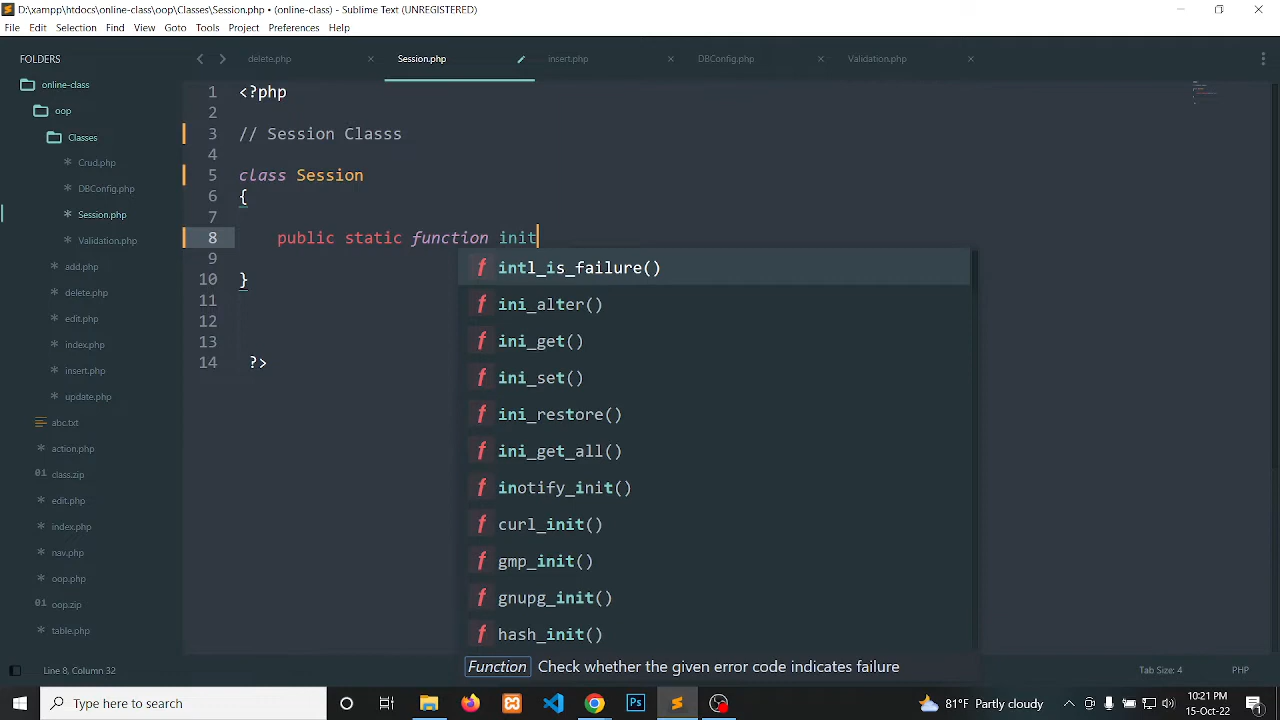 D:\xampp\htdocs\online-class\oop\Classes\Session.php • (online-class) - Sublime Text (UNREGISTERED)
File Edit Selection Find View Goto Tools Project Preferences Help
FOLDERS
online-class
oop
Classes
Crud.php
DBConfig.php
Session.php
Validation.php
add.php
delete.php
edit.php
index.php
insert.php
update.php
abc.txt
action.php
class.zip
edit.php
index.php
nav.php
oop.php
oop.zip
table.php
delete.php Session.php insert.php DBConfig.php Validation.php
1 <?php
2
3 // Session Classs
4
5 class Session
6 {
7
8 public static function init
9
10 }
11
12
13
14 ?>
f intl_is_failure()
f ini_alter()
f ini_get()
f ini_set()
f ini_restore()
f ini_get_all()
f inotify_init()
f curl_init()
f gmp_init()
f gnupg_init()
f hash_init()
Function Check whether the given error code indicates failure
Line 8, Column 32 Tab Size: 4 PHP
Type here to search
81°F Partly cloudy
10:21 PM
15-Oct-22